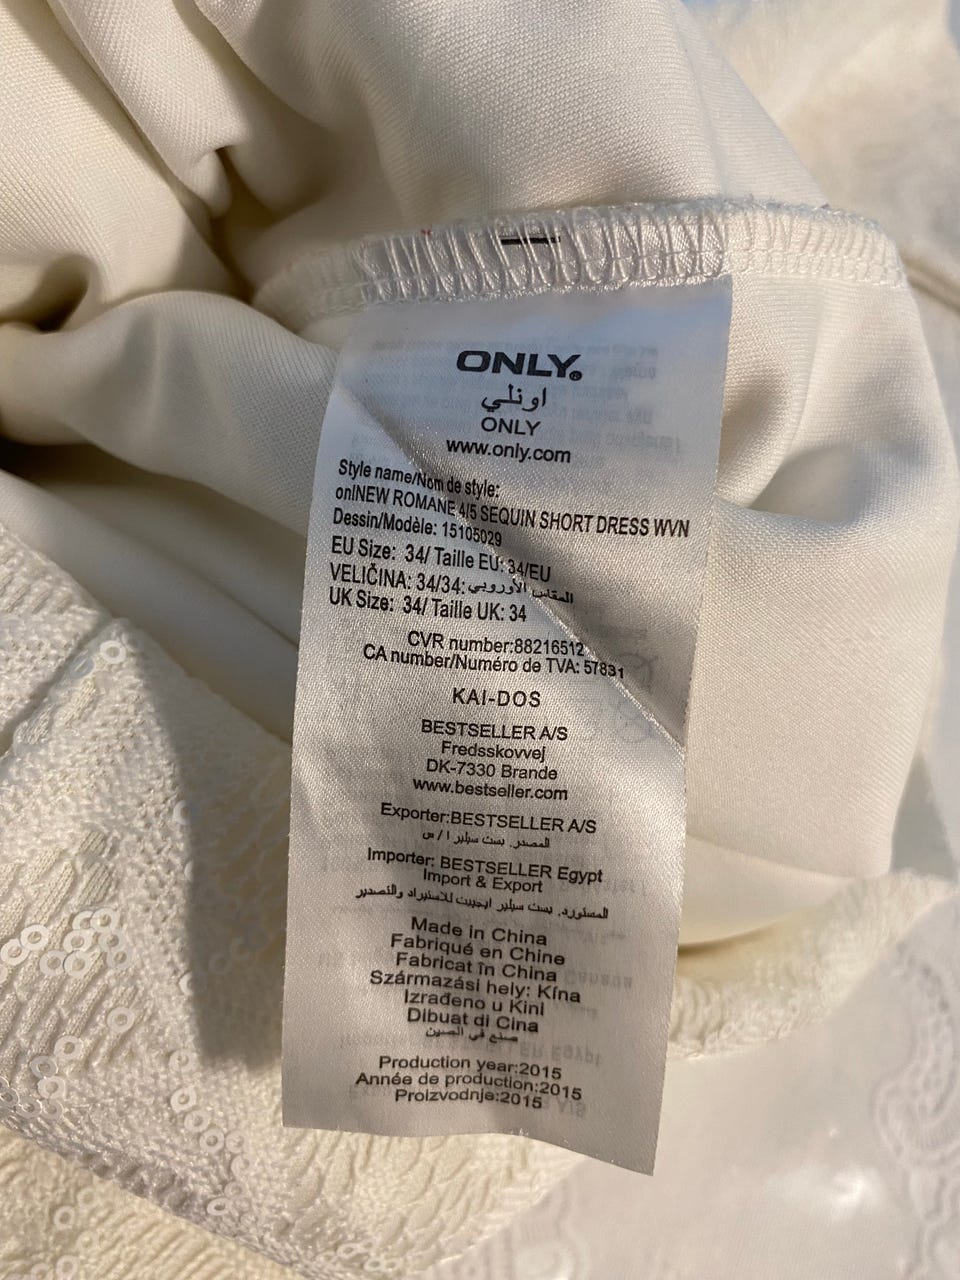 ONLY®
اونلي
ONLY
www.only.com
Style name/Nom de style:
onlNEW ROMANE 4/5 SEQUIN SHORT DRESS WVN
Dessin/Modèle: 15105029
EU Size: 34/ Taille EU: 34/EU
VELIČINA: 34/34: المقاس الأوروبي
UK Size: 34/ Taille UK: 34
CVR number:88216512
CA number/Numéro de TVA: 57831
KAI-DOS
BESTSELLER A/S
Fredsskovvej
DK-7330 Brande
www.bestseller.com
Exporter:BESTSELLER A/S
المصدر. بست سيلير ا / س
Importer: BESTSELLER Egypt
Import & Export
المستورد. بست سيلير ايجيبت للاستيراد والتصدير
Made in China
Fabriqué en Chine
Fabricat în China
Származási hely: Kína
Izrađeno u Kini
Dibuat di Cina
صنع في الصين
Production year:2015
Année de production:2015
Proizvodnje:2015